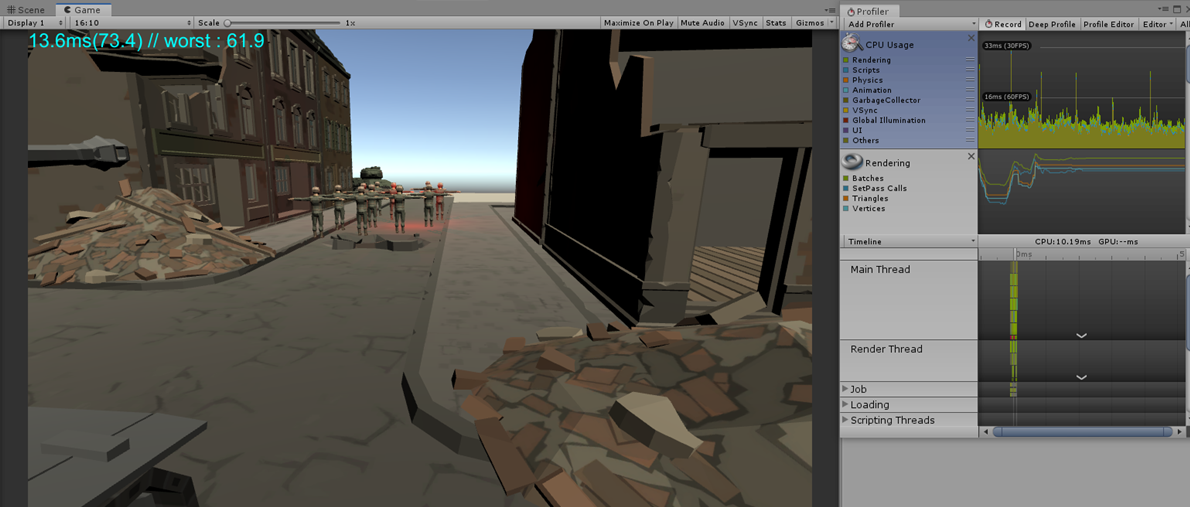 Scene Game
Display 1 16:10 Scale 1x Maximize On Play Mute Audio VSync Stats Gizmos
13.6ms(73.4) // worst : 61.9
Profiler
Add Profiler Record Deep Profile Profile Editor Editor
CPU Usage
Rendering
Scripts
Physics
Animation
GarbageCollector
VSync
Global Illumination
UI
Others
33ms (30FPS)
16ms (60FPS)
Rendering
Batches
SetPass Calls
Triangles
Vertices
Timeline CPU:10.19ms GPU:--ms
0ms 5
Main Thread
Render Thread
Job
Loading
Scripting Threads